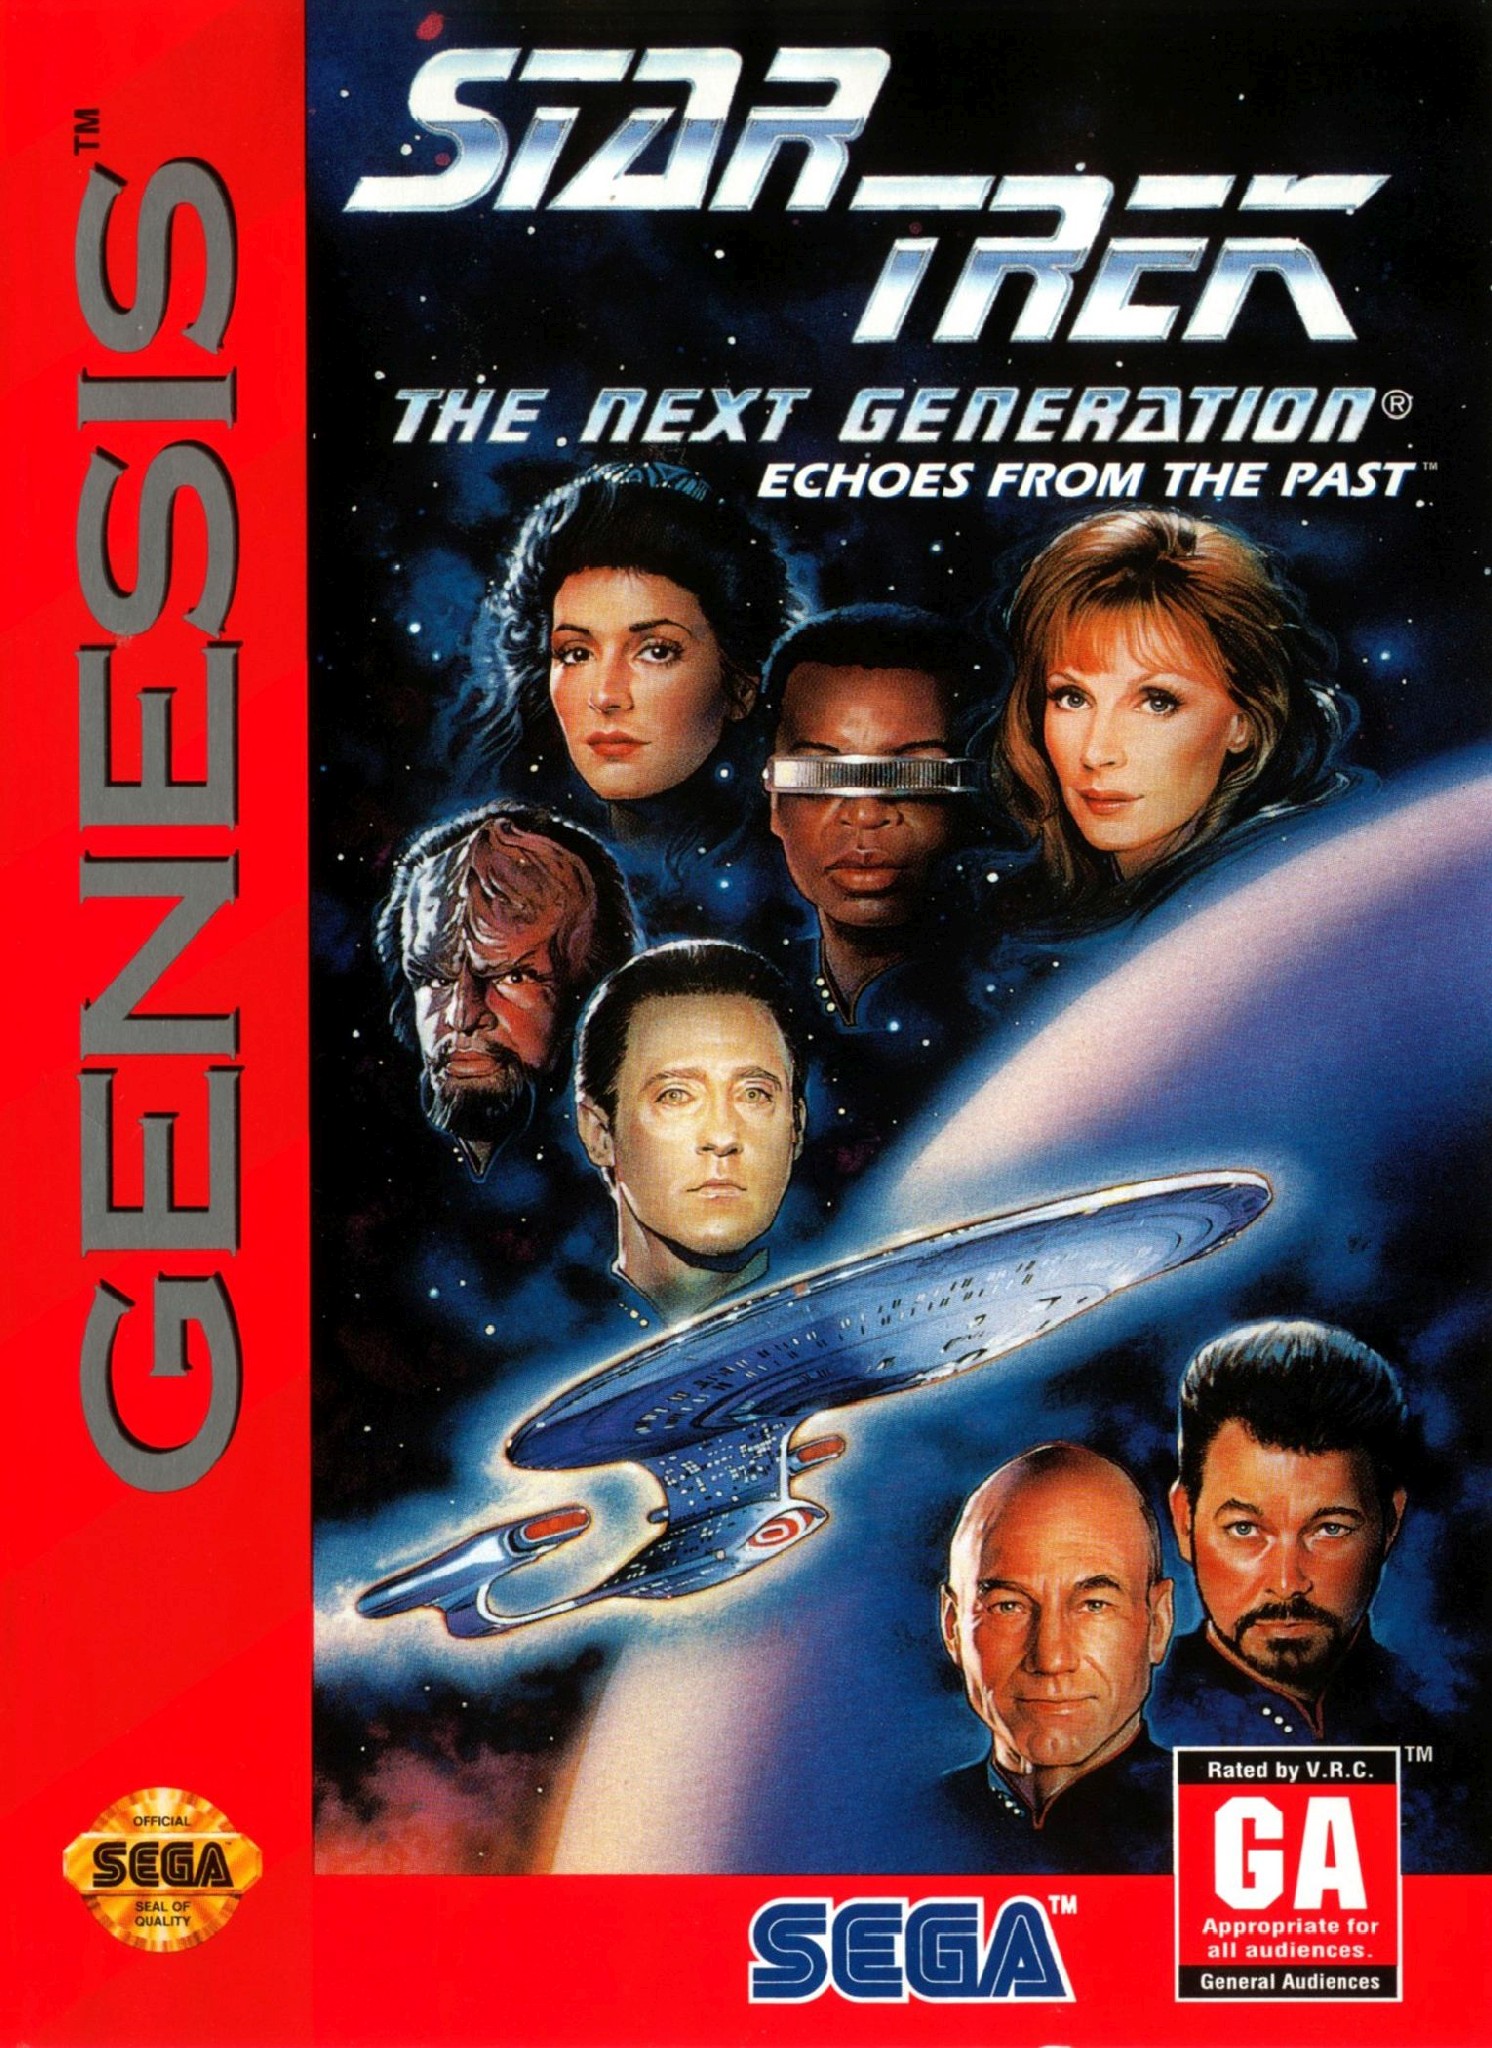 GENESIS™
STAR
TREK
THE NEXT GENERATION®
ECHOES FROM THE PAST™
OFFICIAL
SEGA™
SEAL OF
QUALITY
SEGA™
Rated by V.R.C.
™
GA
Appropriate for
all audiences.
General Audiences